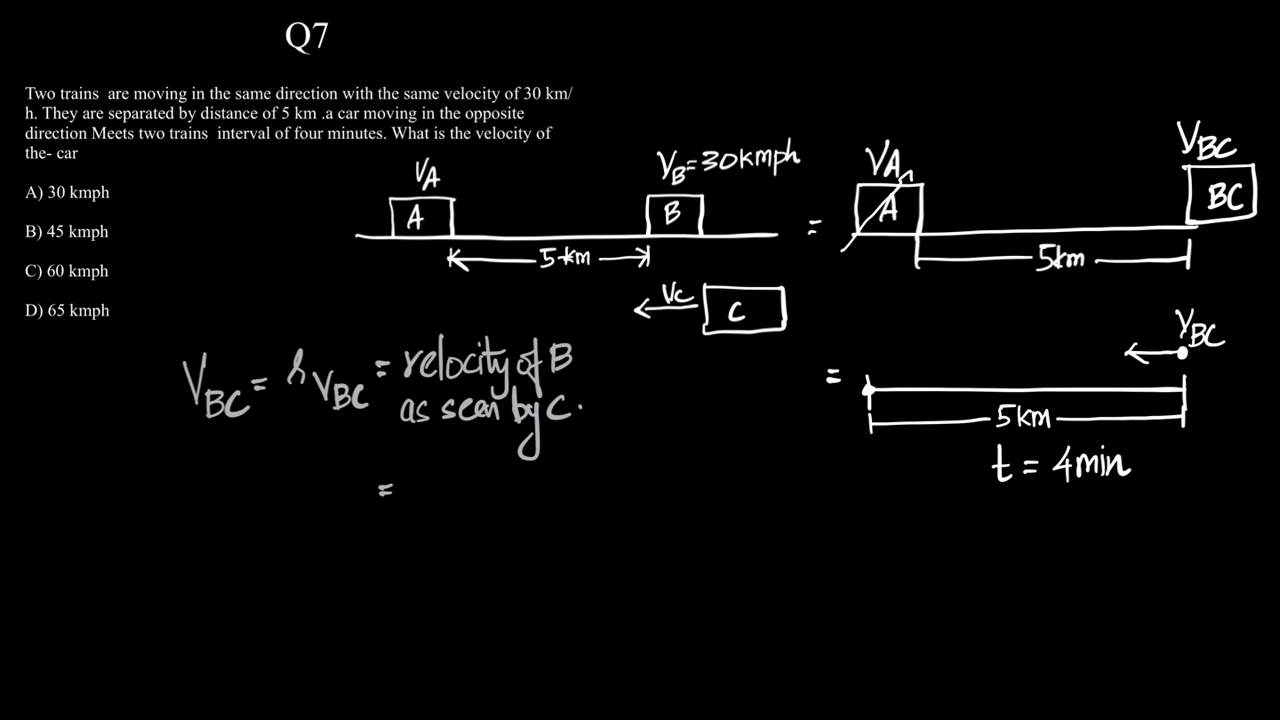 Q7
Two trains are moving in the same direction with the same velocity of 30 km/
h. They are separated by distance of 5 km .a car moving in the opposite
direction Meets two trains interval of four minutes. What is the velocity of
the- car
A) 30 kmph
B) 45 kmph
C) 60 kmph
D) 65 kmph
VA
VB=30kmph
A
B
5km
Vc
C
=
VA
VBC
A
BC
5km
=
VBC
5km
t = 4min
VBC = VBC = velocity of B
as seen by C.
=